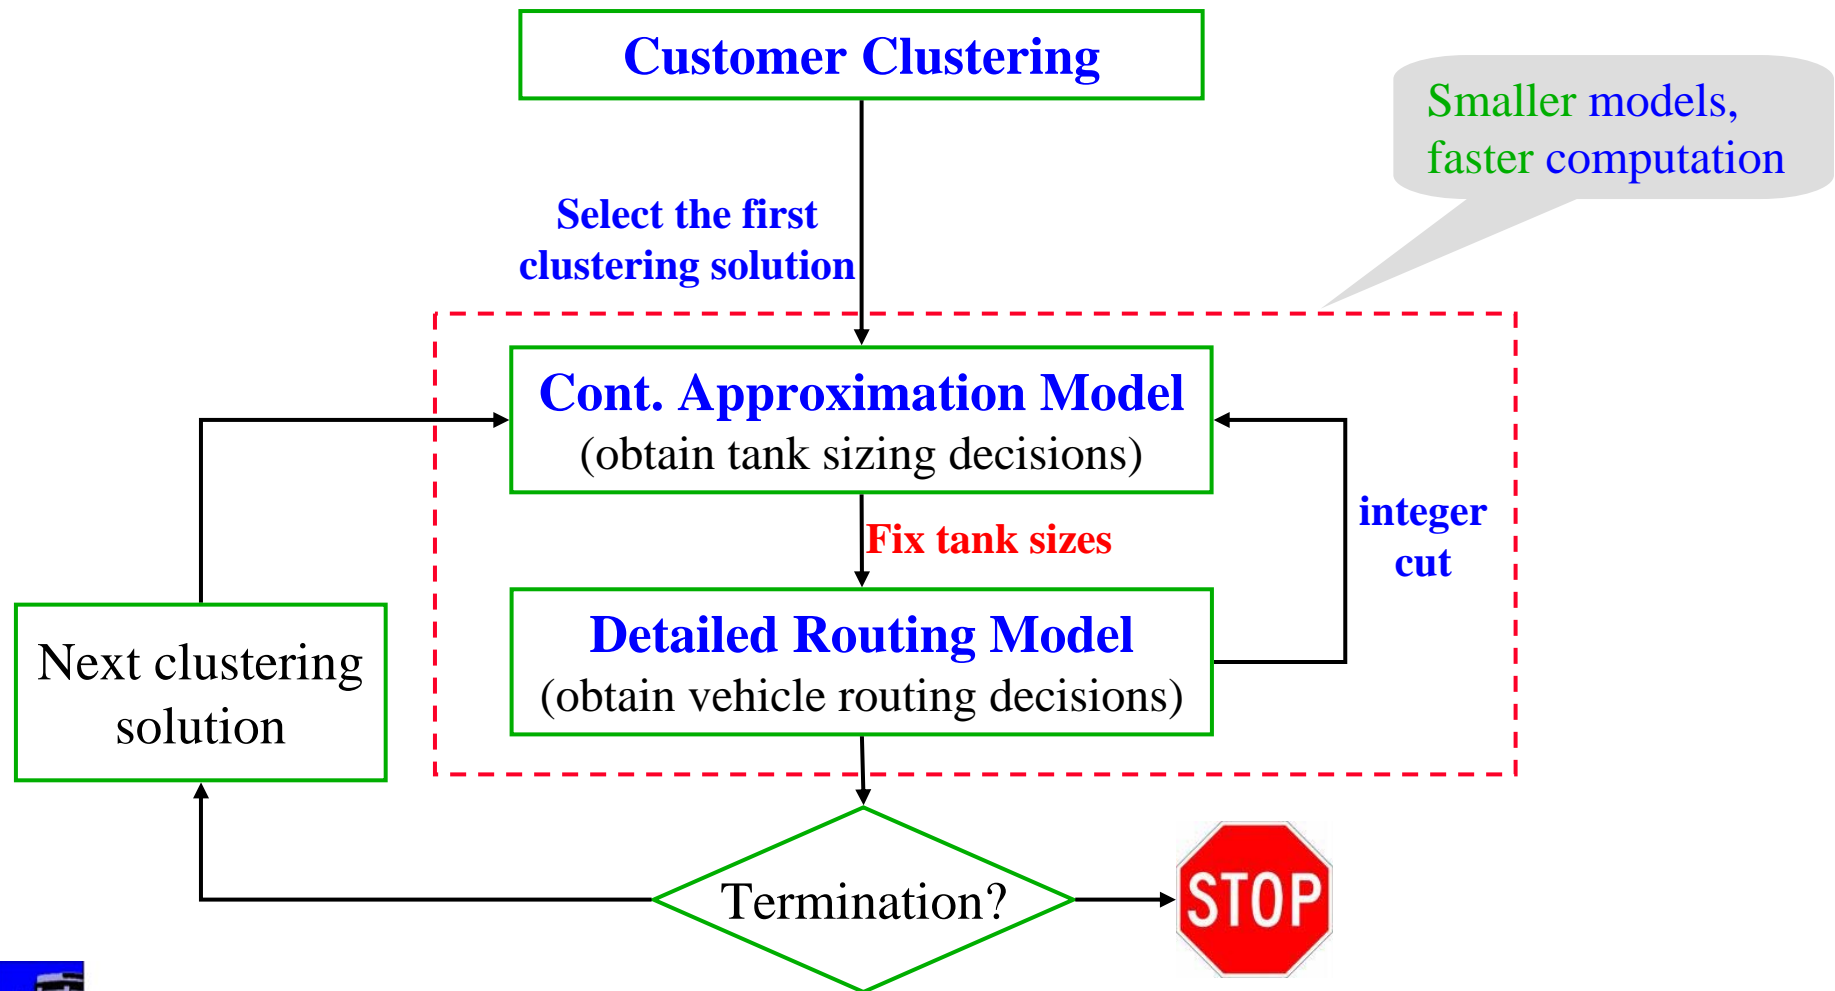 Customer Clustering
Smaller models,
faster computation
Select the first
clustering solution
Cont. Approximation Model
(obtain tank sizing decisions)
integer
cut
Fix tank sizes
Detailed Routing Model
(obtain vehicle routing decisions)
Next clustering
solution
Termination?
STOP